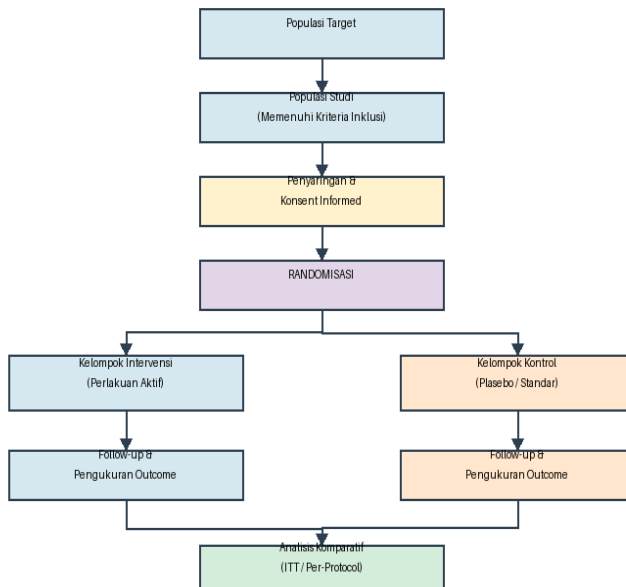 Populasi Target
Populasi Studi
(Memenuhi Kriteria Inklusi)
Penyaringan &
Konsent Informed
RANDOMISASI
Kelompok Intervensi
(Perlakuan Aktif)
Kelompok Kontrol
(Plasebo / Standar)
Follow-up &
Pengukuran Outcome
Follow-up &
Pengukuran Outcome
Analisis Komparatif
(ITT / Per-Protocol)